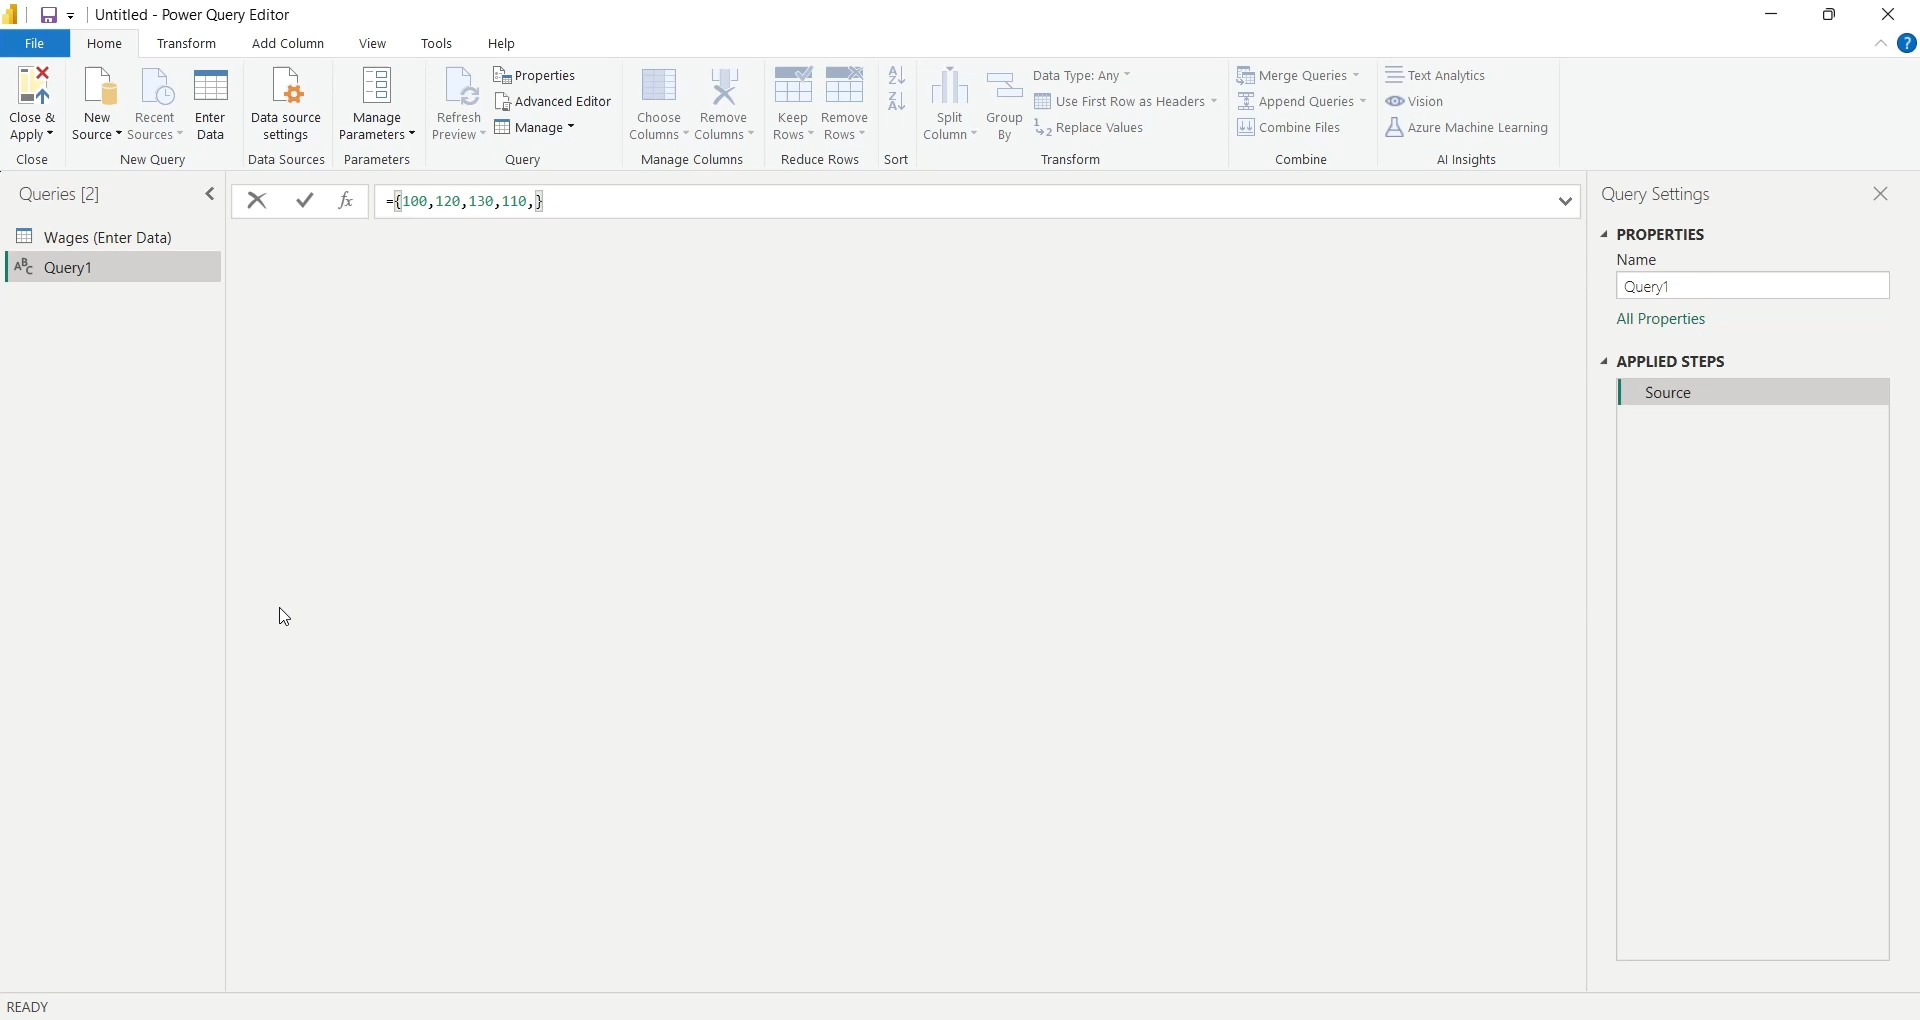 Untitled - Power Query Editor
File Home Transform Add Column View Tools Help
?
Close & Apply
New Source
Recent Sources
Enter Data
Data source settings
Manage Parameters
Refresh Preview
Properties
Advanced Editor
Manage
Choose Columns
Remove Columns
Keep Rows
Remove Rows
A Z
Z A
Split Column
Group By
Data Type: Any
Use First Row as Headers
1 2 Replace Values
Merge Queries
Append Queries
Combine Files
Text Analytics
Vision
Azure Machine Learning
Close New Query Data Sources Parameters Query Manage Columns Reduce Rows Sort Transform Combine AI Insights
Queries [2]
Wages (Enter Data)
ABC Query1
fx ={100,120,130,110,}
Query Settings
PROPERTIES
Name
Query1
All Properties
APPLIED STEPS
Source
READY